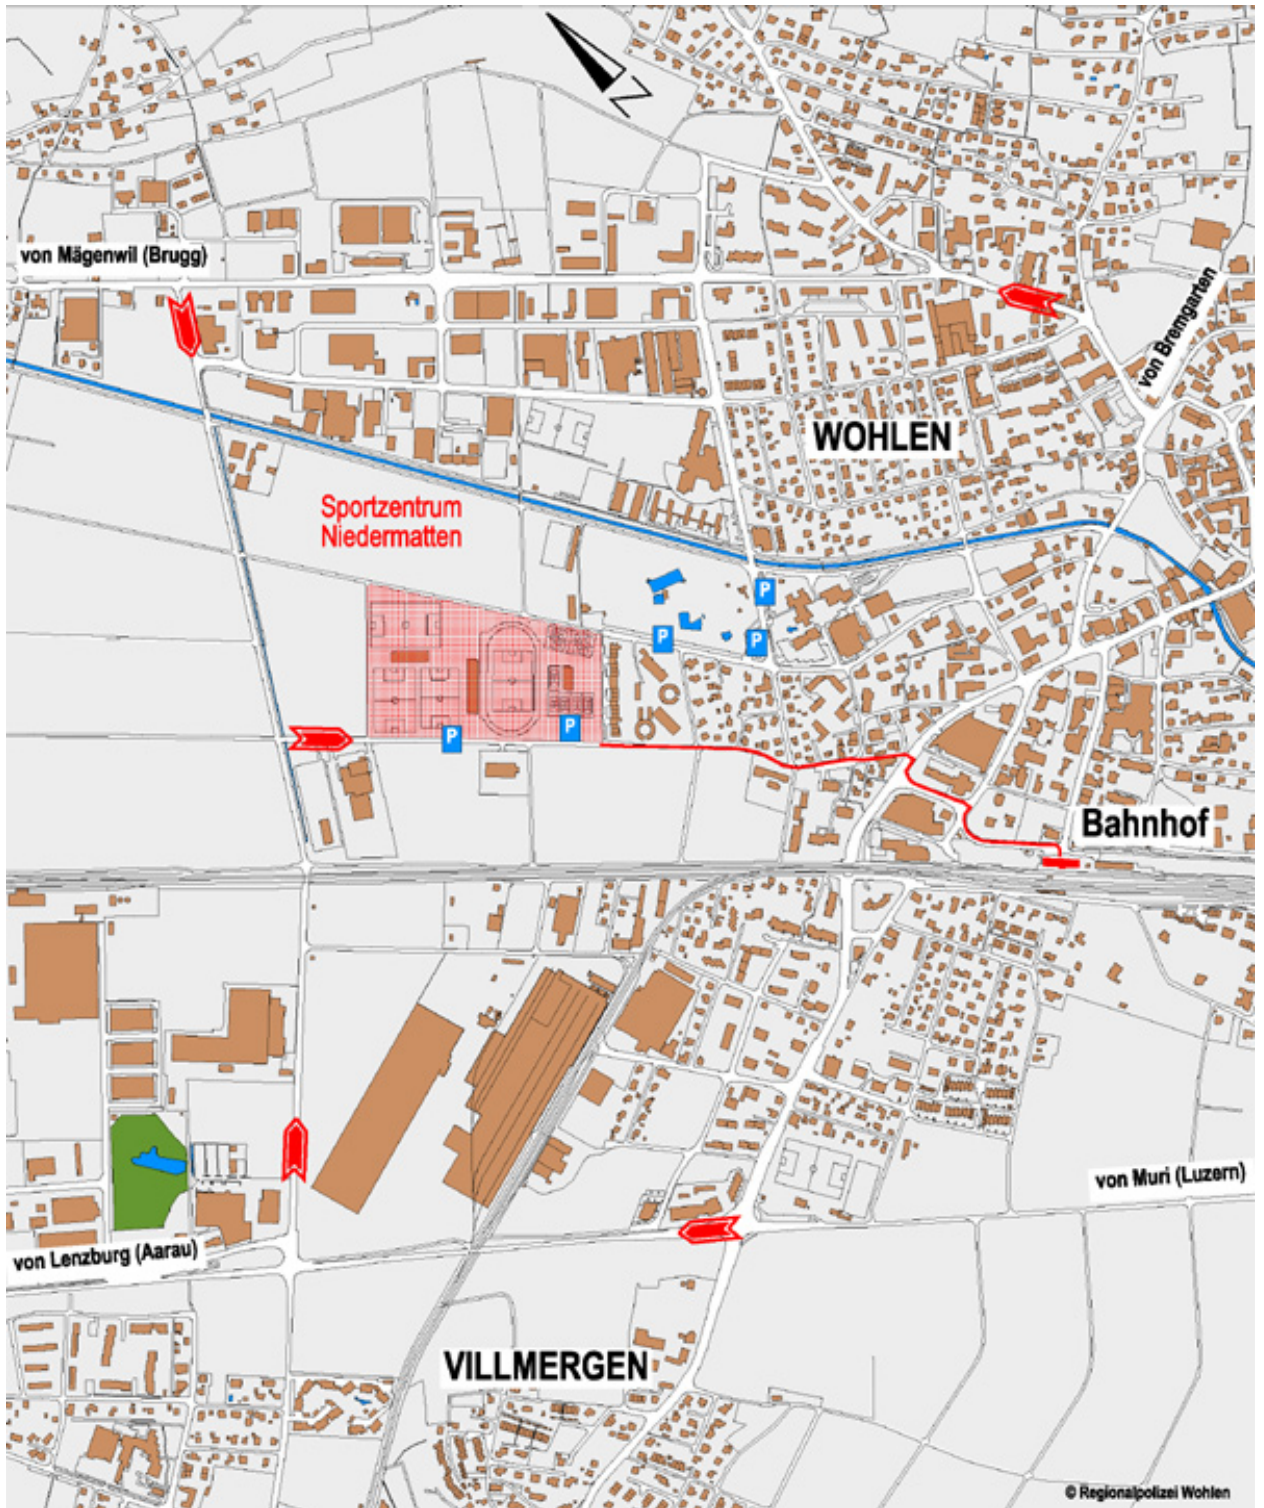 N
von Mägenwil (Brugg)
von Bremgarten
WOHLEN
Sportzentrum
Niedermatten
P
P
P
P
P
Bahnhof
von Muri (Luzern)
von Lenzburg (Aarau)
VILLMERGEN
© Regionalpolizei Wohlen